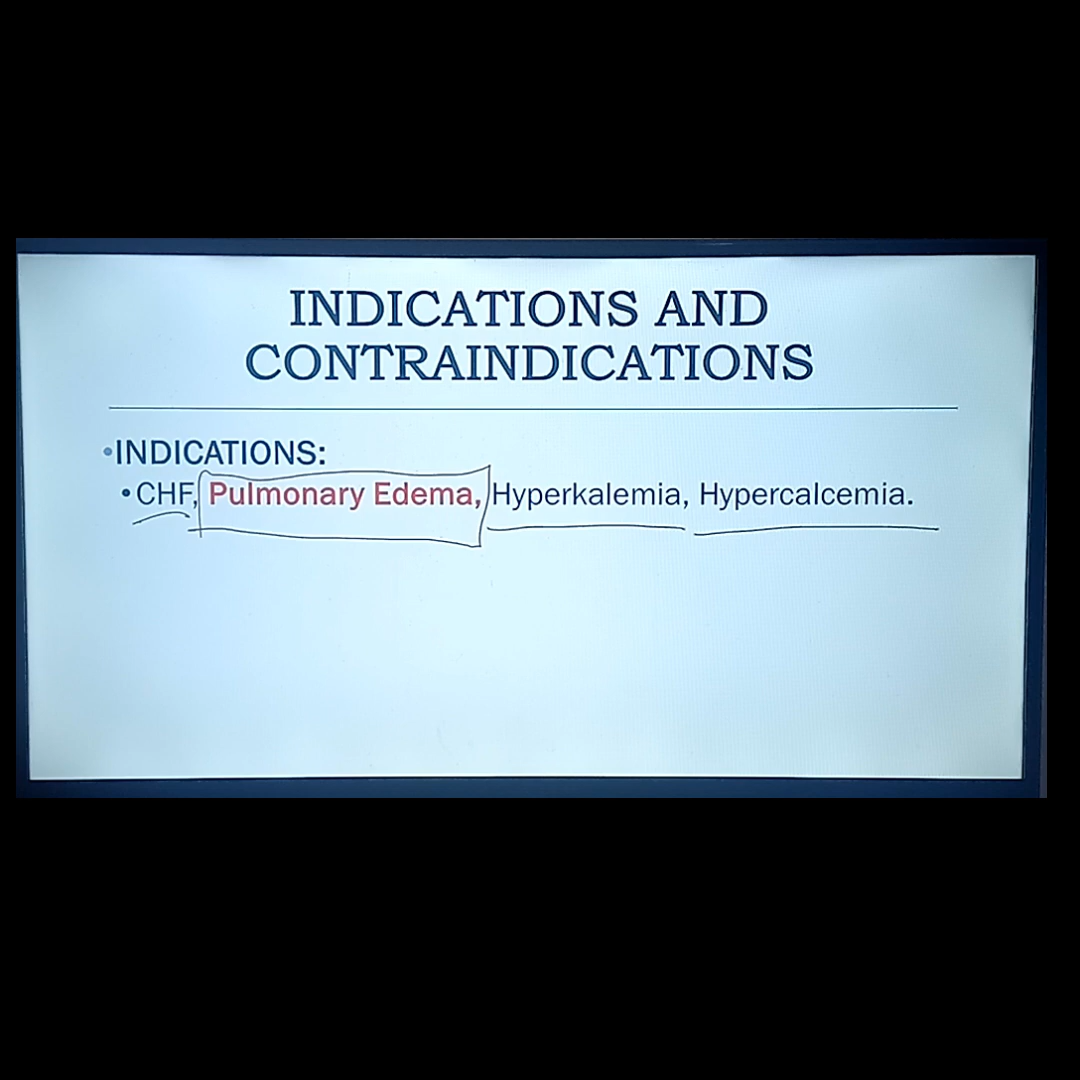 INDICATIONS AND
CONTRAINDICATIONS
•INDICATIONS:
•CHF, Pulmonary Edema, Hyperkalemia, Hypercalcemia.